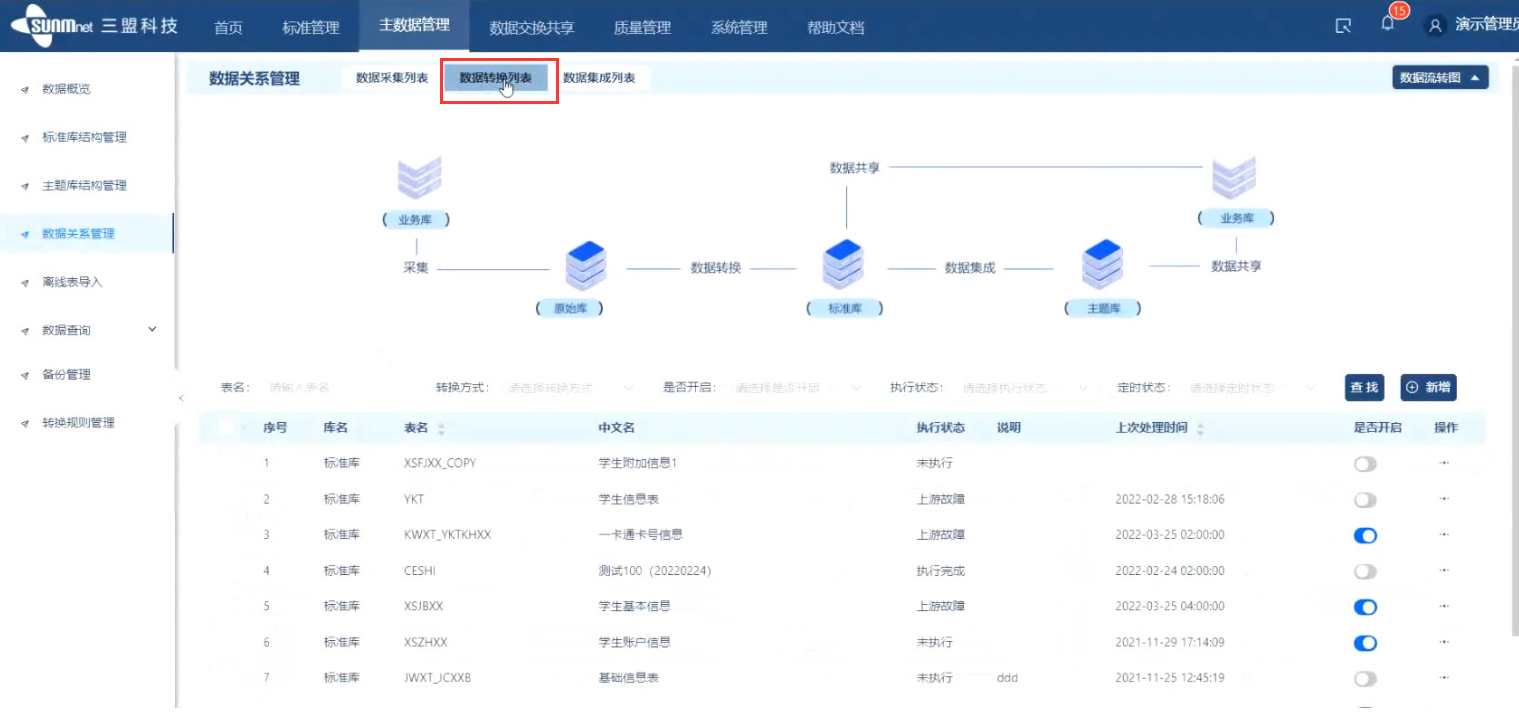 SUNMnet 三盟科技 首页 标准管理 主数据管理 数据交换共享 质量管理 系统管理 帮助文档 15 演示管理员
数据概览
标准库结构管理
主题库结构管理
数据关系管理
离线表导入
数据查询
备份管理
转换规则管理
数据关系管理 数据采集列表 数据转换列表 数据集成列表 数据流转图
数据共享
(业务库) (业务库)
采集 数据转换 数据集成 数据共享
(原始库) (标准库) (主题库)
表名: 请输入表名 转换方式: 请选择转换方式 是否开启: 请选择是否开启 执行状态: 请选择执行状态 定时状态: 请选择定时状态 查找 新增
序号 库名 表名 中文名 执行状态 说明 上次处理时间 是否开启 操作
1 标准库 XSFJXX_COPY 学生附加信息1 未执行 ...
2 标准库 YKT 学生信息表 上游故障 2022-02-28 15:18:06 ...
3 标准库 KWXT_YKTKHXX 一卡通卡号信息 上游故障 2022-03-25 02:00:00 ...
4 标准库 CESHI 测试100（20220224） 执行完成 2022-02-24 02:00:00 ...
5 标准库 XSJBXX 学生基本信息 上游故障 2022-03-25 04:00:00 ...
6 标准库 XSZHXX 学生账户信息 未执行 2021-11-29 17:14:09 ...
7 标准库 JWXT_JCXXB 基础信息表 未执行 ddd 2021-11-25 12:45:19 ...